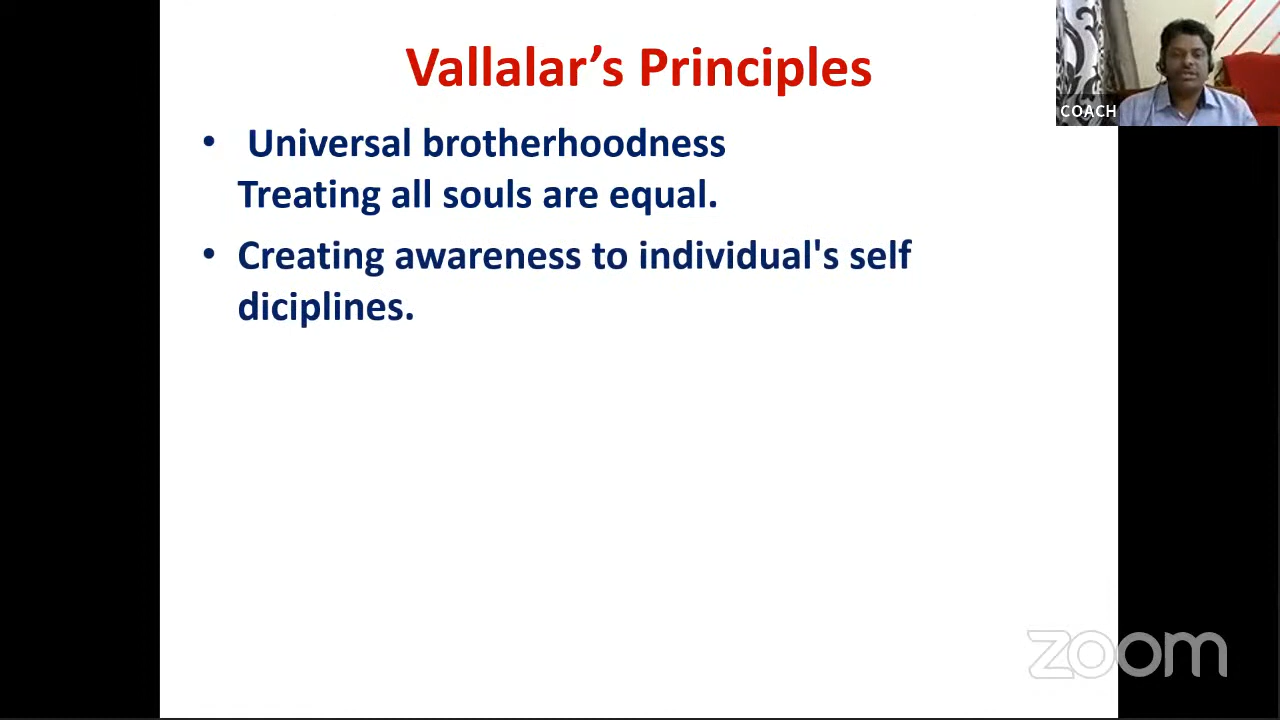 Vallalar’s Principles
COACH
• Universal brotherhoodness
Treating all souls are equal.
• Creating awareness to individual's self
diciplines.
zoom